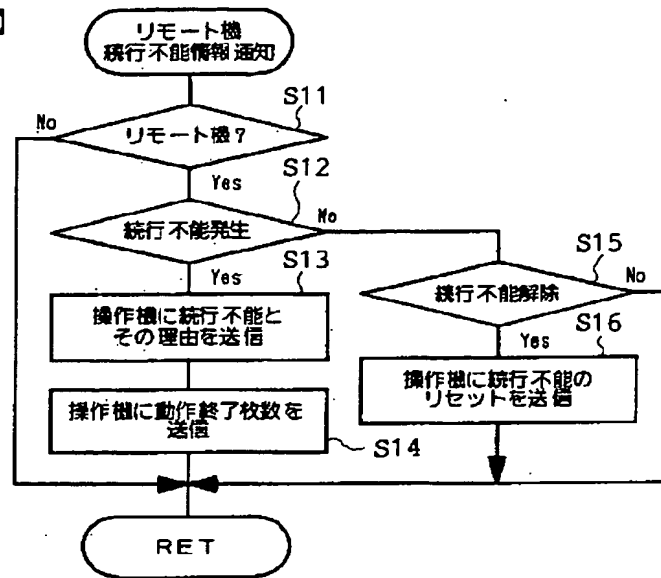 リモート機
続行不能情報通知
S11
No
リモート機?
Yes
S12
続行不能発生
No
Yes
S13
操作機に続行不能と
その理由を送信
操作機に動作終了枚数を
送信
S14
S15
続行不能解除
No
Yes
S16
操作機に続行不能の
リセットを送信
RET